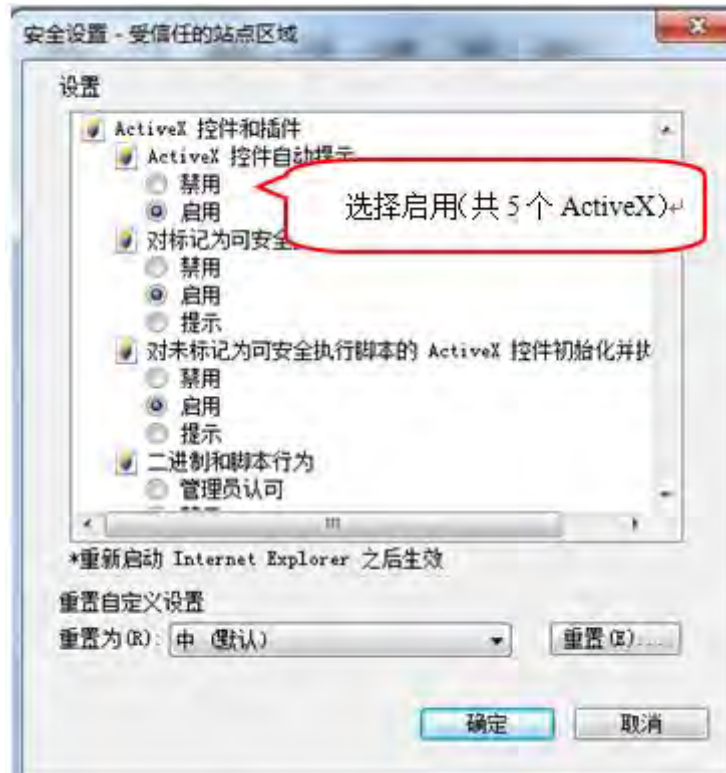 安全设置 - 受信任的站点区域
设置
ActiveX 控件和插件
ActiveX 控件自动提示
禁用
启用
选择启用(共 5 个 ActiveX)↵
对标记为可安全
禁用
启用
提示
对未标记为可安全执行脚本的 ActiveX 控件初始化并执
禁用
启用
提示
二进制和脚本行为
管理员认可
*重新启动 Internet Explorer 之后生效
重置自定义设置
重置为(R): 中 (默认)
重置(E)....
确定
取消